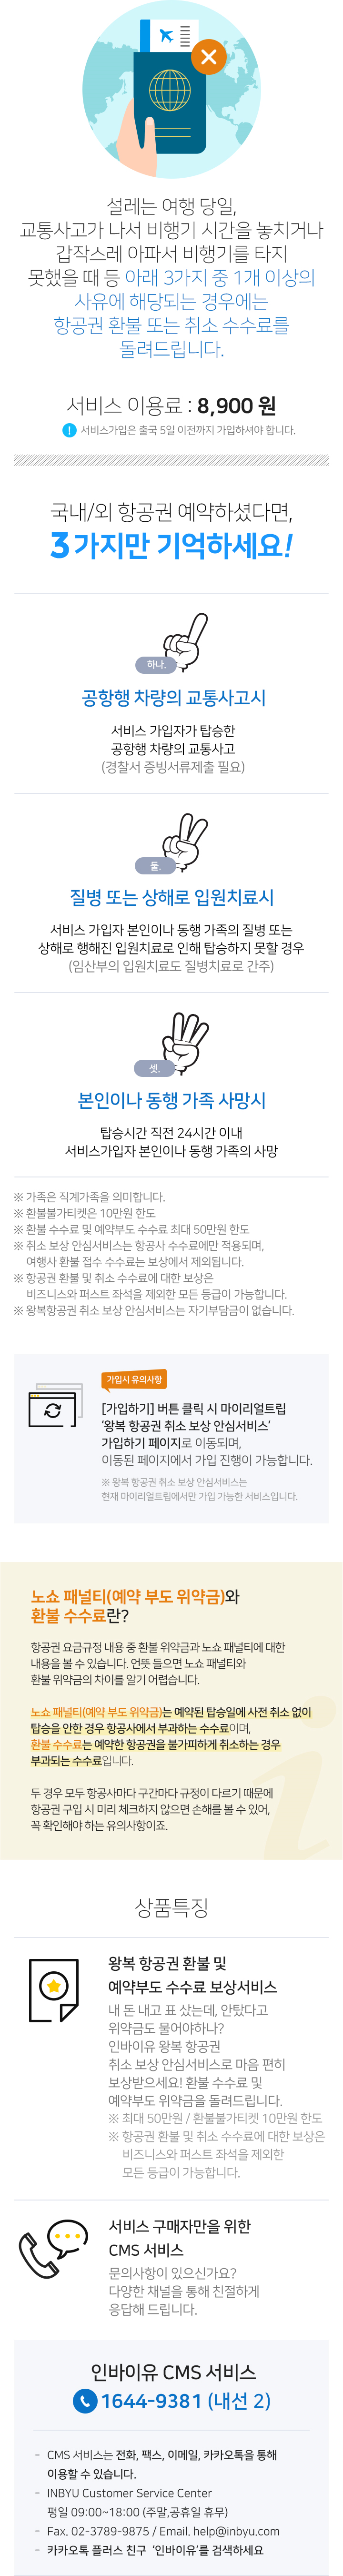 설레는 여행 당일,
교통사고가 나서 비행기 시간을 놓치거나
갑작스레 아파서 비행기를 타지
못했을 때 등 아래 3가지 중 1개 이상의
사유에 해당되는 경우에는
항공권 환불 또는 취소 수수료를
돌려드립니다.
서비스 이용료 : 8,900 원
! 서비스가입은 출국 5일 이전까지 가입하셔야 합니다.
국내/외 항공권 예약하셨다면,
3가지만 기억하세요!
하나.
공항행 차량의 교통사고시
서비스 가입자가 탑승한
공항행 차량의 교통사고
(경찰서 증빙서류제출 필요)
둘.
질병 또는 상해로 입원치료시
서비스 가입자 본인이나 동행 가족의 질병 또는
상해로 행해진 입원치료로 인해 탑승하지 못할 경우
(임산부의 입원치료도 질병치료로 간주)
셋.
본인이나 동행 가족 사망시
탑승시간 직전 24시간 이내
서비스가입자 본인이나 동행 가족의 사망
※ 가족은 직계가족을 의미합니다.
※ 환불불가티켓은 10만원 한도
※ 환불 수수료 및 예약부도 수수료 최대 50만원 한도
※ 취소 보상 안심서비스는 항공사 수수료에만 적용되며,
여행사 환불 접수 수수료는 보상에서 제외됩니다.
※ 항공권 환불 및 취소 수수료에 대한 보상은
비즈니스와 퍼스트 좌석을 제외한 모든 등급이 가능합니다.
※ 왕복항공권 취소 보상 안심서비스는 자기부담금이 없습니다.
가입시 유의사항
[가입하기] 버튼 클릭 시 마이리얼트립
‘왕복 항공권 취소 보상 안심서비스’
가입하기 페이지로 이동되며,
이동된 페이지에서 가입 진행이 가능합니다.
※ 왕복 항공권 취소 보상 안심서비스는
현재 마이리얼트립에서만 가입 가능한 서비스입니다.
노쇼 패널티(예약 부도 위약금)와
환불 수수료란?
항공권 요금규정 내용 중 환불 위약금과 노쇼 패널티에 대한
내용을 볼 수 있습니다. 언뜻 들으면 노쇼 패널티와
환불 위약금의 차이를 알기 어렵습니다.
노쇼 패널티(예약 부도 위약금)는 예약된 탑승일에 사전 취소 없이
탑승을 안한 경우 항공사에서 부과하는 수수료이며,
환불 수수료는 예약한 항공권을 불가피하게 취소하는 경우
부과되는 수수료입니다.
두 경우 모두 항공사마다 구간마다 규정이 다르기 때문에
항공권 구입 시 미리 체크하지 않으면 손해를 볼 수 있어,
꼭 확인해야 하는 유의사항이죠.
상품특징
왕복 항공권 환불 및
예약부도 수수료 보상서비스
내 돈 내고 표 샀는데, 안탔다고
위약금도 물어야하나?
인바이유 왕복 항공권
취소 보상 안심서비스로 마음 편히
보상받으세요! 환불 수수료 및
예약부도 위약금을 돌려드립니다.
※ 최대 50만원 / 환불불가티켓 10만원 한도
※ 항공권 환불 및 취소 수수료에 대한 보상은
비즈니스와 퍼스트 좌석을 제외한
모든 등급이 가능합니다.
서비스 구매자만을 위한
CMS 서비스
문의사항이 있으신가요?
다양한 채널을 통해 친절하게
응답해 드립니다.
인바이유 CMS 서비스
1644-9381 (내선 2)
- CMS 서비스는 전화, 팩스, 이메일, 카카오톡을 통해
이용할 수 있습니다.
- INBYU Customer Service Center
평일 09:00~18:00 (주말,공휴일 휴무)
- Fax. 02-3789-9875 / Email. help@inbyu.com
- 카카오톡 플러스 친구 ‘인바이유’를 검색하세요